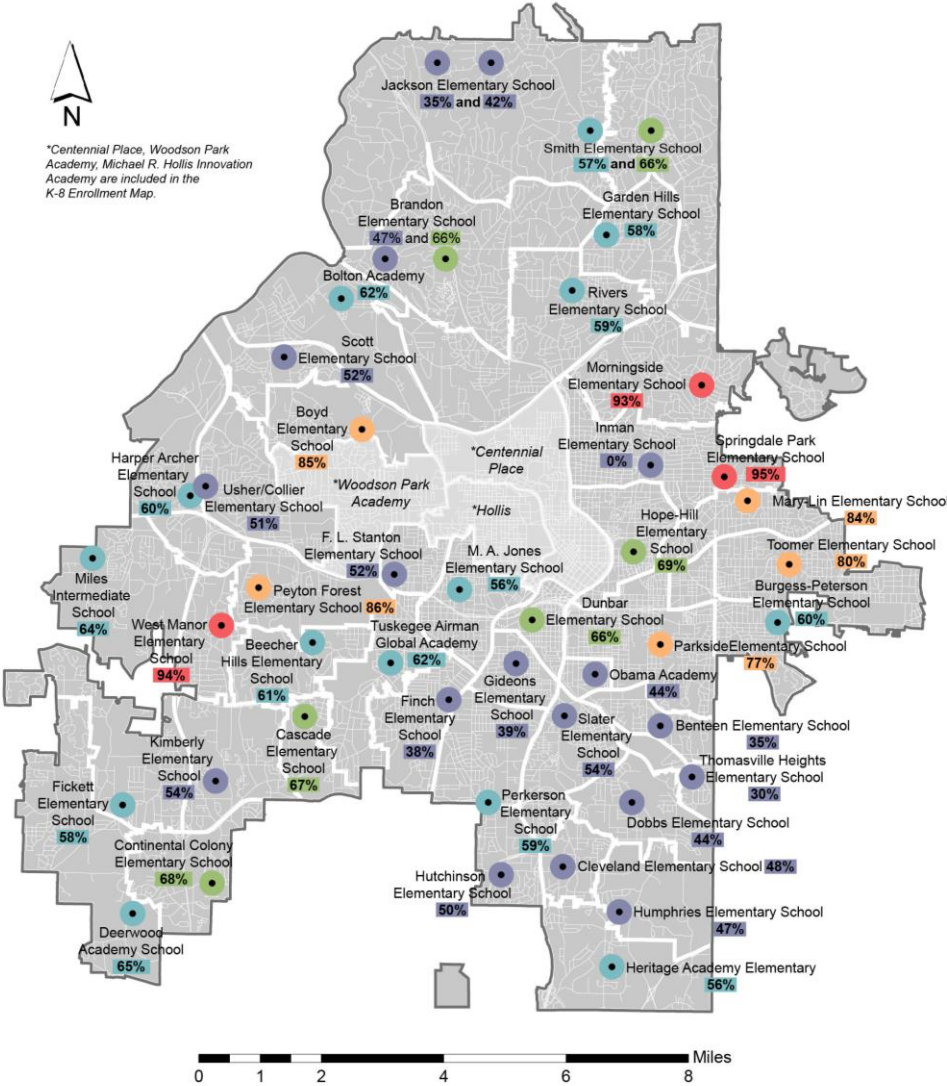 N
*Centennial Place, Woodson Park
Academy, Michael R. Hollis Innovation
Academy are included in the
K-8 Enrollment Map.
Jackson Elementary School
35% and 42%
Smith Elementary School
57% and 66%
Garden Hills
Elementary School
58%
Brandon
Elementary School
47% and 66%
Bolton Academy
62%
Rivers
Elementary School
59%
Scott
Elementary School
52%
Morningside
Elementary School
93%
Boyd
Elementary
School
85%
Inman
Elementary School
0%
*Centennial
Place
Springdale Park
Elementary School
95%
Harper Archer
Elementary
School
60%
Usher/Collier
Elementary School
51%
*Woodson Park
Academy
*Hollis
Mary-Lin Elementary Schoo
84%
Hope-Hill
Elementary
School
69%
F. L. Stanton
Elementary School
52%
M. A. Jones
Elementary School
56%
Toomer Elementary School
80%
Miles
Intermediate
School
64%
Peyton Forest
Elementary School 86%
Burgess-Peterson
Elementary School
60%
Dunbar
Elementary School
66%
West Manor
Elementary
School
94%
Beecher
Hills Elementary
School
61%
Tuskegee Airman
Global Academy
62%
ParksideElementary School
77%
Gideons
Elementary
School
39%
Obama Academy
44%
Finch
Elementary
School
38%
Slater
Elementary
School
54%
Benteen Elementary School
35%
Cascade
Elementary
School
67%
Kimberly
Elementary
School
54%
Thomasville Heights
Elementary School
30%
Fickett
Elementary
School
58%
Perkerson
Elementary
School
59%
Dobbs Elementary School
44%
Continental Colony
Elementary School
68%
Cleveland Elementary School 48%
Hutchinson
Elementary School
50%
Humphries Elementary School
47%
Deerwood
Academy School
65%
Heritage Academy Elementary
56%
Miles
0 1 2 4 6 8